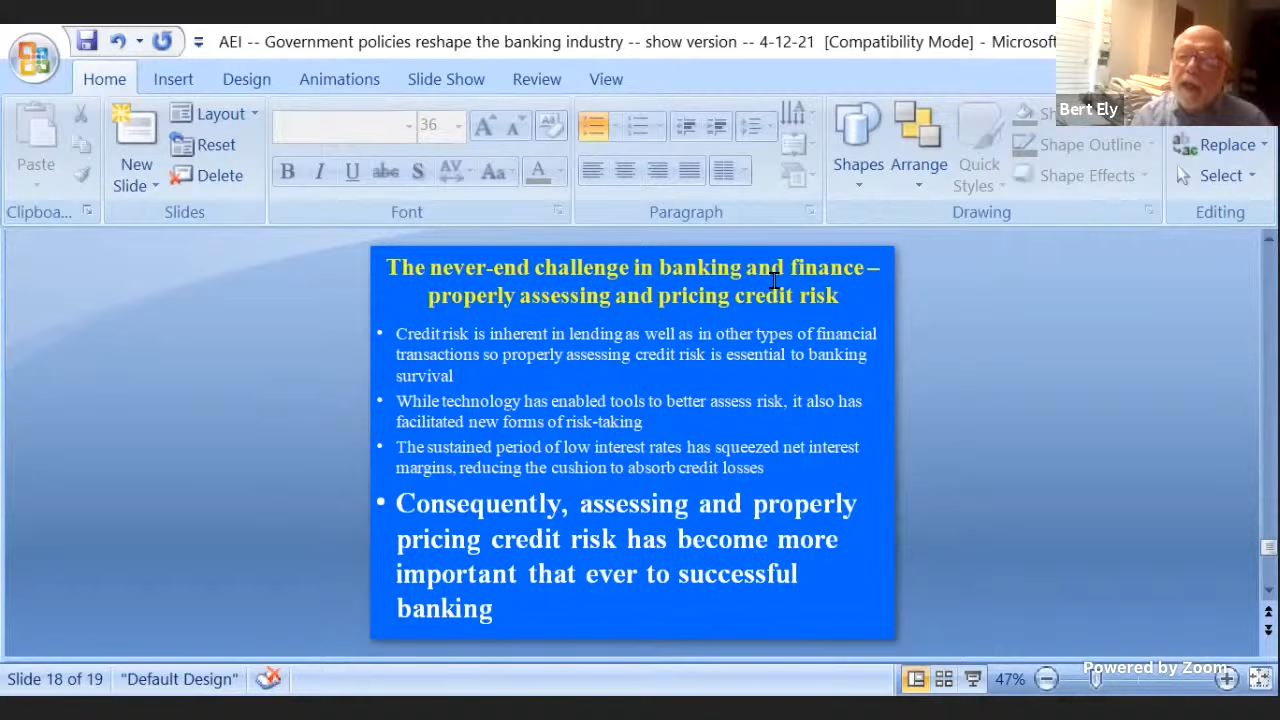 AEI -- Government policies reshape the banking industry -- show version -- 4-12-21 [Compatibility Mode] - Microsoft
Home Insert Design Animations Slide Show Review View
Bert Ely
Paste
New
Slide
Layout
Reset
Delete
36
B I U abc S AV Aa A
Shapes
Arrange
Quick
Styles
Sh
Shape Outline
Shape Effects
Replace
Select
Clipboa... Slides Font Paragraph Drawing Editing
The never-end challenge in banking and finance –
properly assessing and pricing credit risk
• Credit risk is inherent in lending as well as in other types of financial
transactions so properly assessing credit risk is essential to banking
survival
• While technology has enabled tools to better assess risk, it also has
facilitated new forms of risk-taking
• The sustained period of low interest rates has squeezed net interest
margins, reducing the cushion to absorb credit losses
• Consequently, assessing and properly
pricing credit risk has become more
important that ever to successful
banking
Slide 18 of 19 "Default Design" 47%
Powered by Zoom